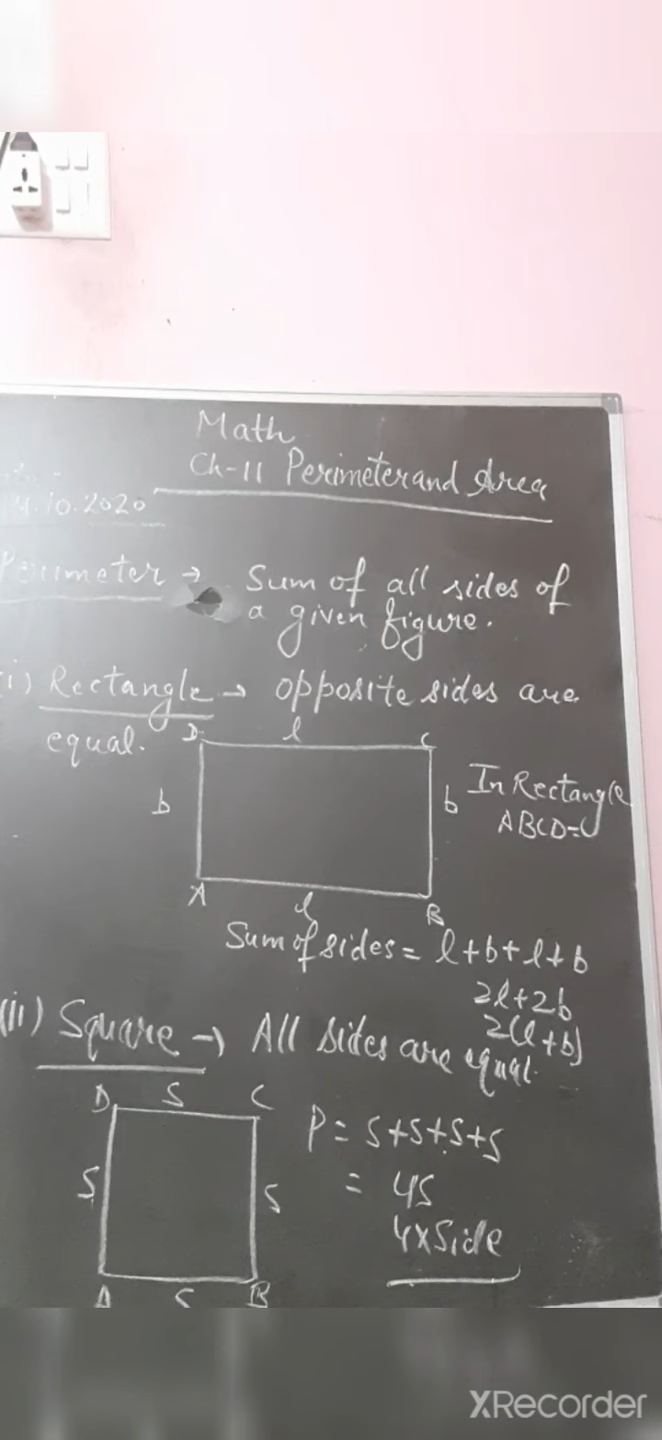 Math
Ch-11 Perimeter and Area
4.10.2020
Perimeter → Sum of all sides of
a given figure.
(i) Rectangle → opposite sides are
equal.
D l C
b b
In Rectangle
ABCD =
A l B
Sum of sides = l+b+l+b
2l+2b
2(l+b)
(ii) Square → All sides are equal.
D S C
P = S+S+S+S
S S
= 4S
4×Side
A S B
XRecorder